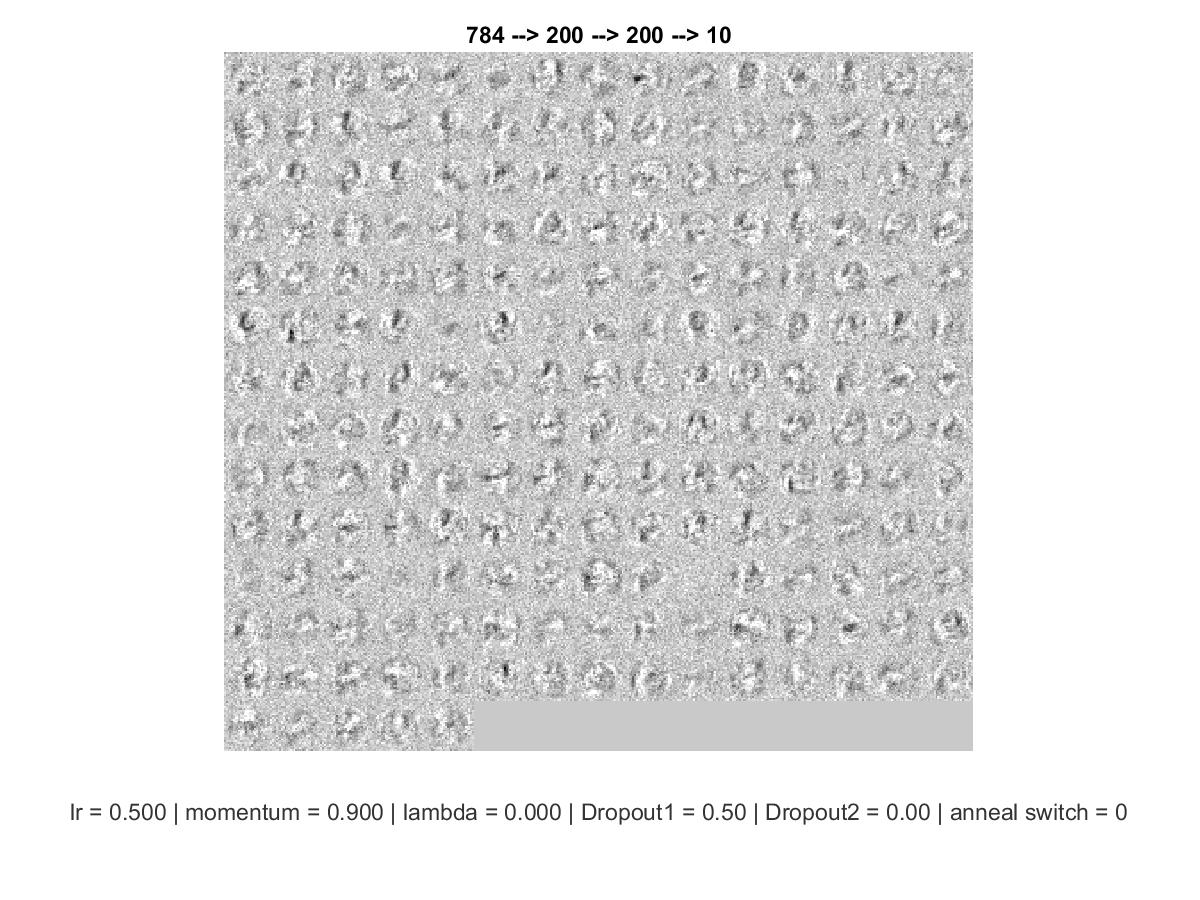 784 --> 200 --> 200 --> 10
lr = 0.500 | momentum = 0.900 | lambda = 0.000 | Dropout1 = 0.50 | Dropout2 = 0.00 | anneal switch = 0